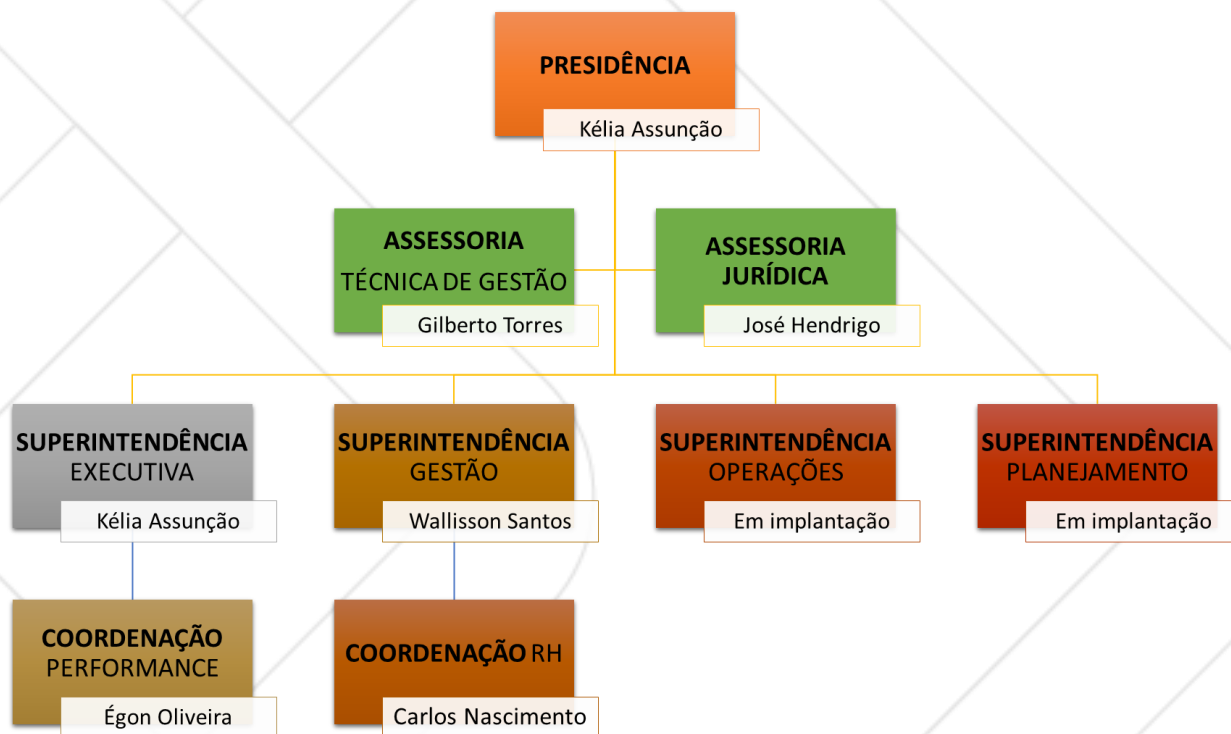 PRESIDÊNCIA
Kélia Assunção
ASSESSORIA
TÉCNICA DE GESTÃO
Gilberto Torres
ASSESSORIA
JURÍDICA
José Hendrigo
SUPERINTENDÊNCIA
EXECUTIVA
Kélia Assunção
SUPERINTENDÊNCIA
GESTÃO
Wallisson Santos
SUPERINTENDÊNCIA
OPERAÇÕES
Em implantação
SUPERINTENDÊNCIA
PLANEJAMENTO
Em implantação
COORDENAÇÃO
PERFORMANCE
Égon Oliveira
COORDENAÇÃO RH
Carlos Nascimento